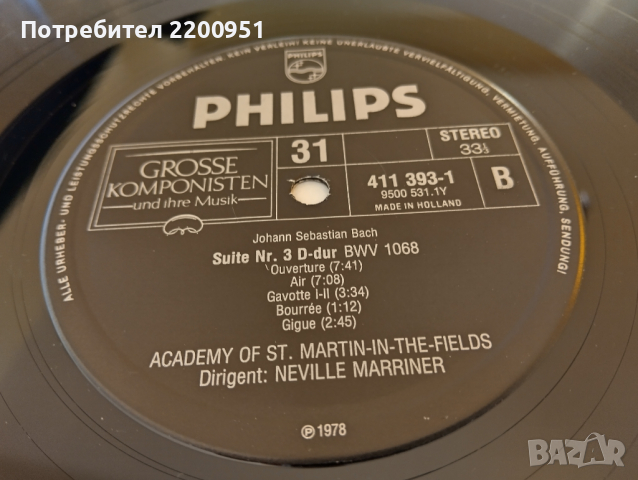 Потребител 2200951
ALLE URHEBER- UND LEISTUNGSSCHUTZRECHTE VORBEHALTEN. KEIN VERLEIH! KEINE UNERLAUBTE VERVIELFÄLTIGUNG, VERMIETUNG, AUFFÜHRUNG, SENDUNG!
PHILIPS
PHILIPS
GROSSE
KOMPONISTEN
und ihre Musik
31
STEREO
33⅓
411 393-1
9500 531.1Y
MADE IN HOLLAND
B
Johann Sebastian Bach
Suite Nr. 3 D-dur BWV 1068
Ouverture (7:41)
Air (7:08)
Gavotte I-II (3:34)
Bourrée (1:12)
Gigue (2:45)
ACADEMY OF ST. MARTIN-IN-THE-FIELDS
Dirigent: NEVILLE MARRINER
Ⓟ 1978
BAZAR